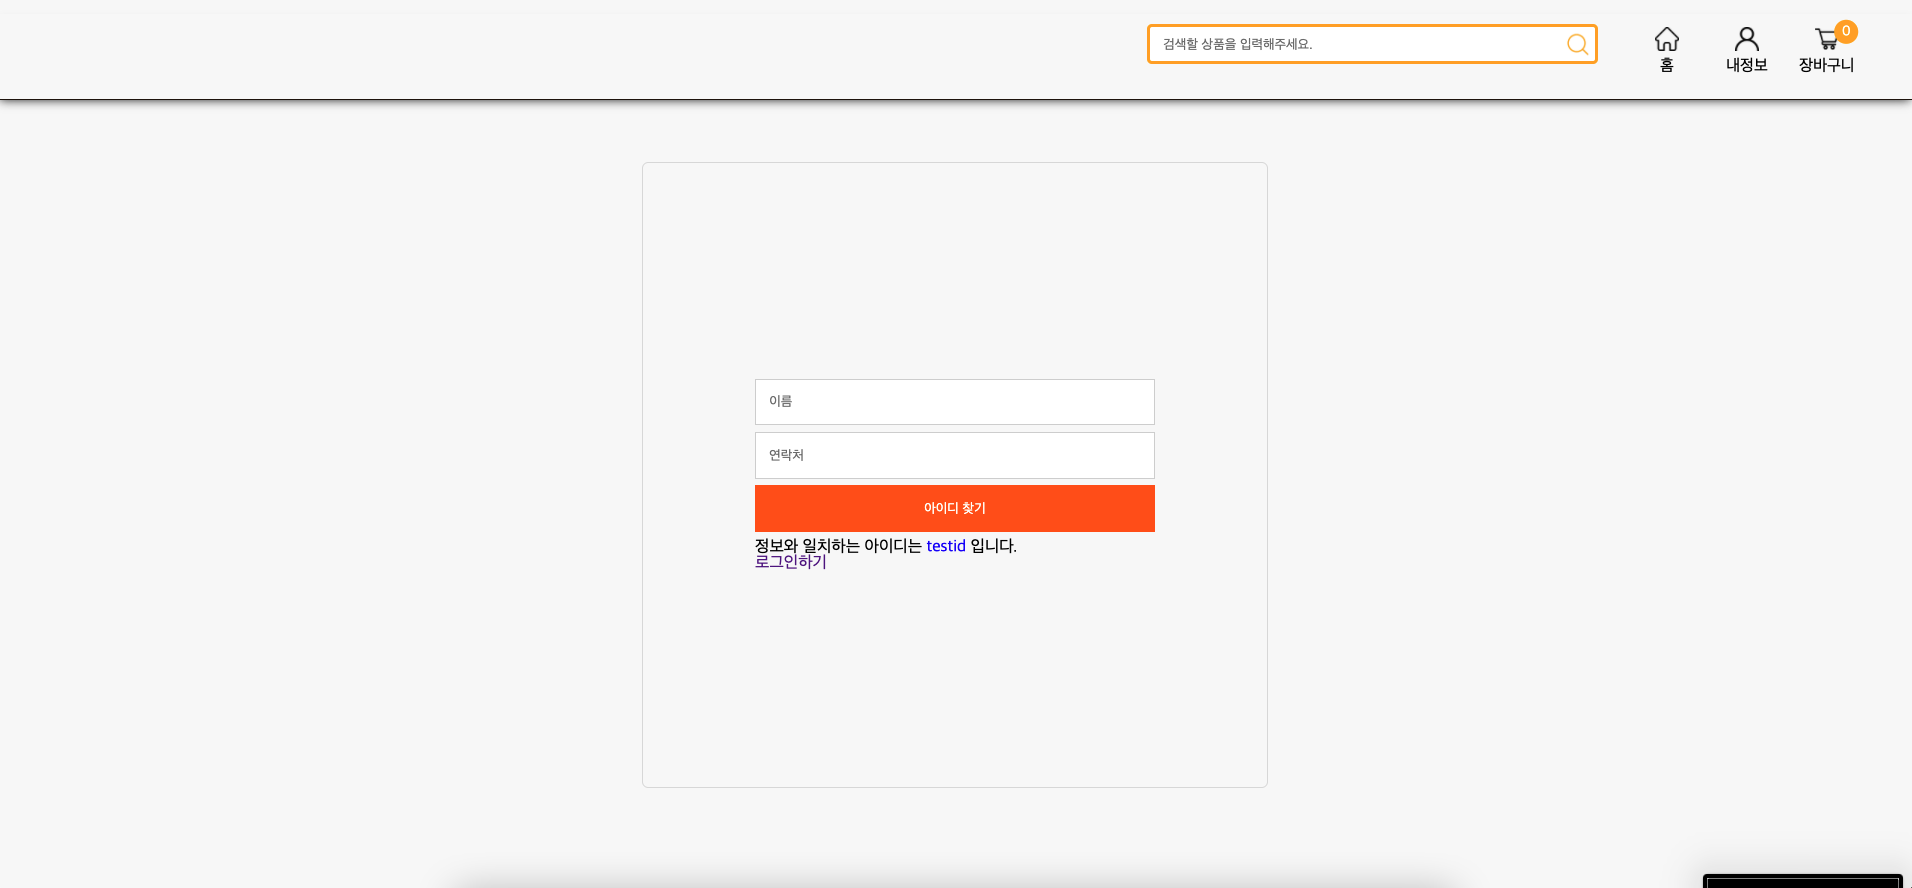 검색할 상품을 입력해주세요.
홈
내정보
0
장바구니
이름
연락처
아이디 찾기
정보와 일치하는 아이디는 testid 입니다.
로그인하기